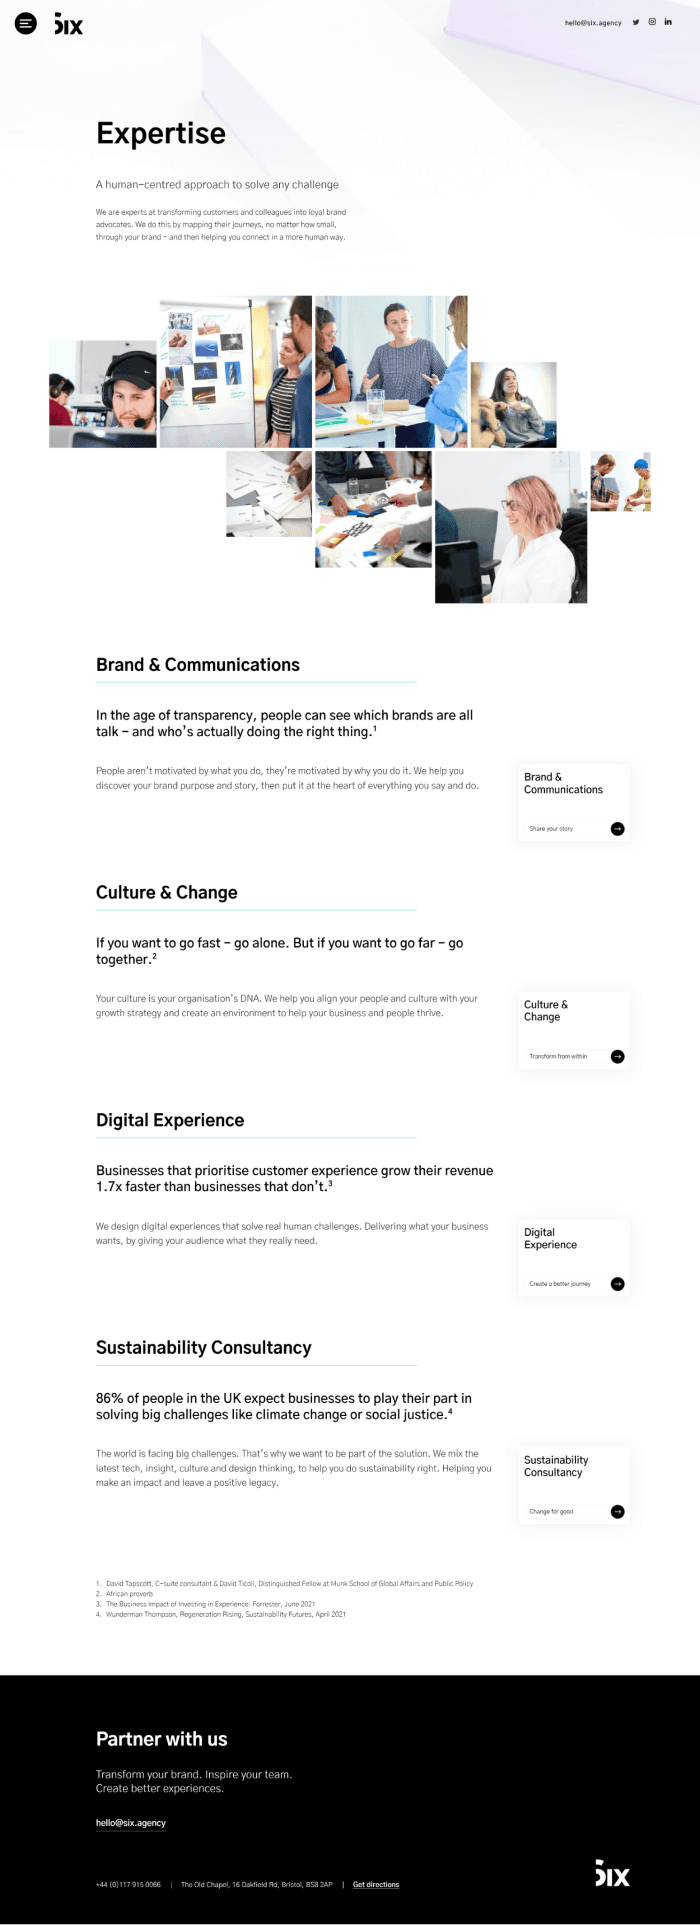 SIX
hello@six.agency
Expertise
A human-centred approach to solve any challenge
We are experts at transforming customers and colleagues into loyal brand
advocates. We do this by mapping their journeys, no matter how small,
through your brand – and then helping you connect in a more human way.
Brand & Communications
In the age of transparency, people can see which brands are all
talk – and who's actually doing the right thing.¹
People aren't motivated by what you do, they're motivated by why you do it. We help you
discover your brand purpose and story, then put it at the heart of everything you say and do.
Brand &
Communications
Share your story
Culture & Change
If you want to go fast – go alone. But if you want to go far – go
together.²
Your culture is your organisation's DNA. We help you align your people and culture with your
growth strategy and create an environment to help your business and people thrive.
Culture &
Change
Transform from within
Digital Experience
Businesses that prioritise customer experience grow their revenue
1.7x faster than businesses that don't.³
We design digital experiences that solve real human challenges. Delivering what your business
wants, by giving your audience what they really need.
Digital
Experience
Create a better journey
Sustainability Consultancy
86% of people in the UK expect businesses to play their part in
solving big challenges like climate change or social justice.⁴
The world is facing big challenges. That's why we want to be part of the solution. We mix the
latest tech, insight, culture and design thinking, to help you do sustainability right. Helping you
make an impact and leave a positive legacy.
Sustainability
Consultancy
Change for good
1. David Tapscott, C-suite consultant & David Ticoli, Distinguished Fellow at Munk School of Global Affairs and Public Policy
2. African proverb
3. The Business Impact of Investing in Experience: Forrester, June 2021
4. Wunderman Thompson, Regeneration Rising, Sustainability Futures, April 2021
Partner with us
Transform your brand. Inspire your team.
Create better experiences.
hello@six.agency
+44 (0)117 915 0066 | The Old Chapel, 16 Oakfield Rd, Bristol, BS8 2AP | Get directions
SIX